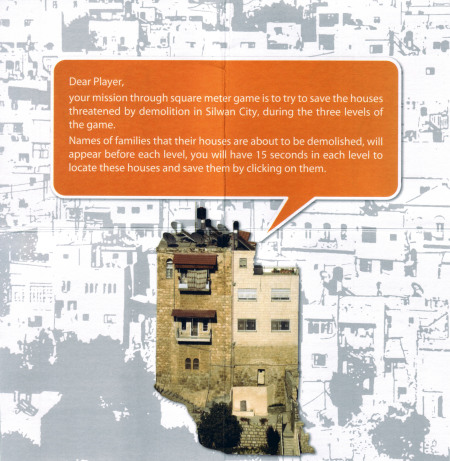 Dear Player,
your mission through square meter game is to try to save the houses
threatened by demolition in Silwan City, during the three levels of
the game.
Names of families that their houses are about to be demolished, will
appear before each level, you will have 15 seconds in each level to
locate these houses and save them by clicking on them.